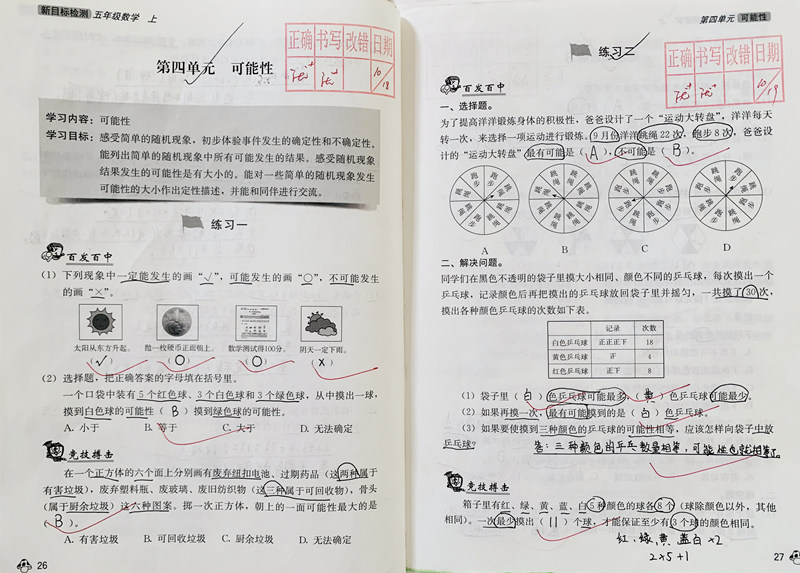 新目标检测 五年级数学 上
第四单元 可能性
正确 书写 改错 日期
10/18
学习内容：可能性
学习目标：感受简单的随机现象，初步体验事件发生的确定性和不确定性。
能列出简单的随机现象中所有可能发生的结果。感受随机现象
结果发生的可能性是有大小的。能对一些简单的随机现象发生
可能性的大小作出定性描述，并能和同伴进行交流。
练习一
百发百中
（1）下列现象中一定能发生的画“√”，可能发生的画“○”，不可能发生
的画“×”。
太阳从东方升起。 抛一枚硬币正面朝上。 数学测试得100分。 阴天一定下雨。
（√） （○） （○） （×）
（2）选择题，把正确答案的字母填在括号里。
一个口袋中装有5个红色球、3个白色球和3个绿色球，从中摸出一球，
摸到白色球的可能性（B）摸到绿色球的可能性。
A. 小于 B. 等于 C. 大于 D. 无法确定
竞技搏击
在一个正方体的六个面上分别画有废弃纽扣电池、过期药品（这两种属于
有害垃圾），废弃塑料瓶、废玻璃、废旧纺织物（这三种属于可回收物），骨头
（属于厨余垃圾）这六种图案。掷一次正方体，朝上的一面可能性最大的是
（B）。
A. 有害垃圾 B. 可回收垃圾 C. 厨余垃圾 D. 无法确定
26
第四单元 可能性
练习二
正确 书写 改错 日期
10/19
百发百中
一、选择题。
为了提高洋洋锻炼身体的积极性，爸爸设计了一个“运动大转盘”，洋洋每天
转一次，来选择一项运动进行锻炼。9月份洋洋跳绳22次，跑步8次，爸爸设
计的“运动大转盘”最有可能是（A），不可能是（B）。
A B C D
二、解决问题。
同学们在黑色不透明的袋子里摸大小相同、颜色不同的乒乓球，每次摸出一个
乒乓球，记录颜色后再把摸出的乒乓球放回袋子里并摇匀，一共摸了30次，
摸出各种颜色乒乓球的次数如下表。
记录 次数
白色乒乓球 正正正下 18
黄色乒乓球 正 4
红色乒乓球 正下 8
（1）袋子里（白）色乒乓球可能最多，（黄）色乒乓球可能最少。
（2）如果再摸一次，最有可能摸到的是（白）色乒乓球。
（3）如果要使摸到三种颜色的乒乓球的可能性相等，应该怎样向袋子中放
乒乓球？ 答：三种颜色的乒乓数量相等，可能性也就相等了。
竞技搏击
箱子里有红、绿、黄、蓝、白5种颜色的球各8个（球除颜色以外，其他
相同）。一次最少摸出（11）个球，才能保证至少有3个球的颜色相同。
红，绿，黄 蓝白 ×2
2×5+1
27